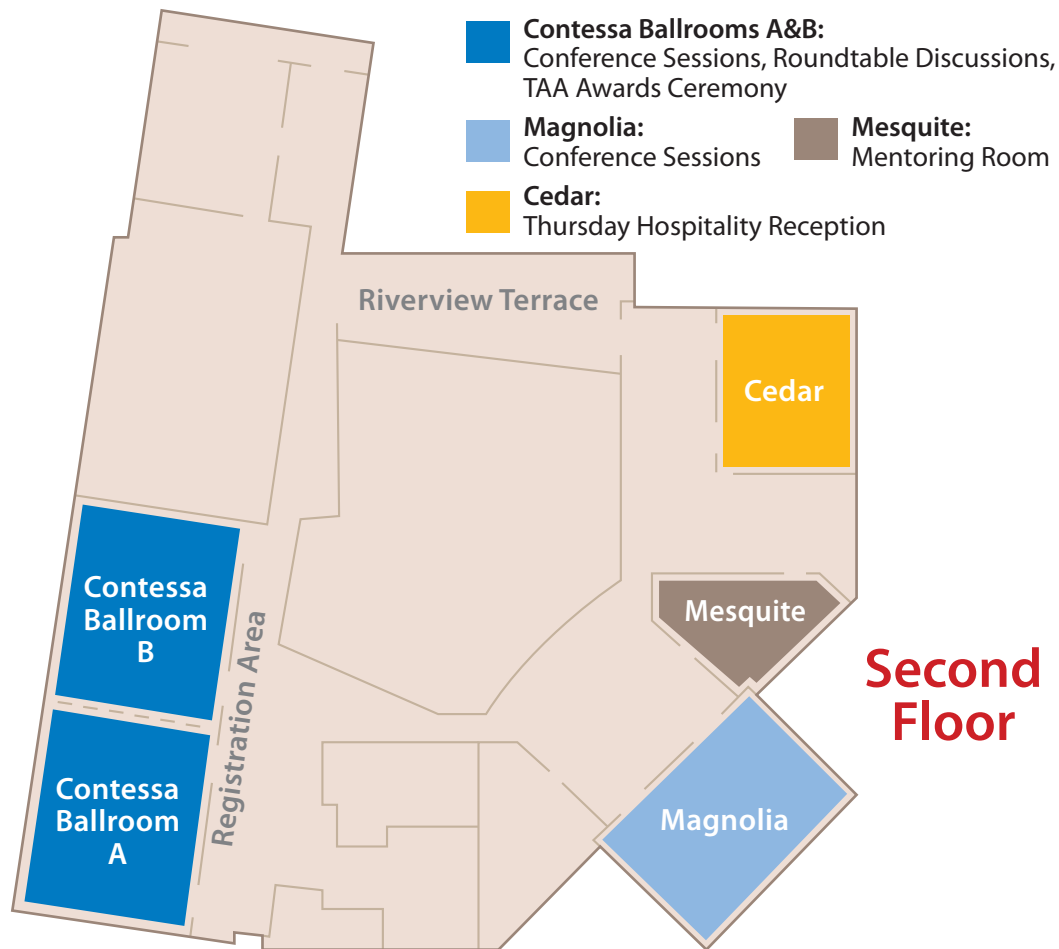 Contessa Ballrooms A&B:
Conference Sessions, Roundtable Discussions,
TAA Awards Ceremony
Magnolia:
Conference Sessions
Mesquite:
Mentoring Room
Cedar:
Thursday Hospitality Reception
Riverview Terrace
Cedar
Contessa
Ballroom
B
Mesquite
Registration Area
Second
Floor
Contessa
Ballroom
A
Magnolia